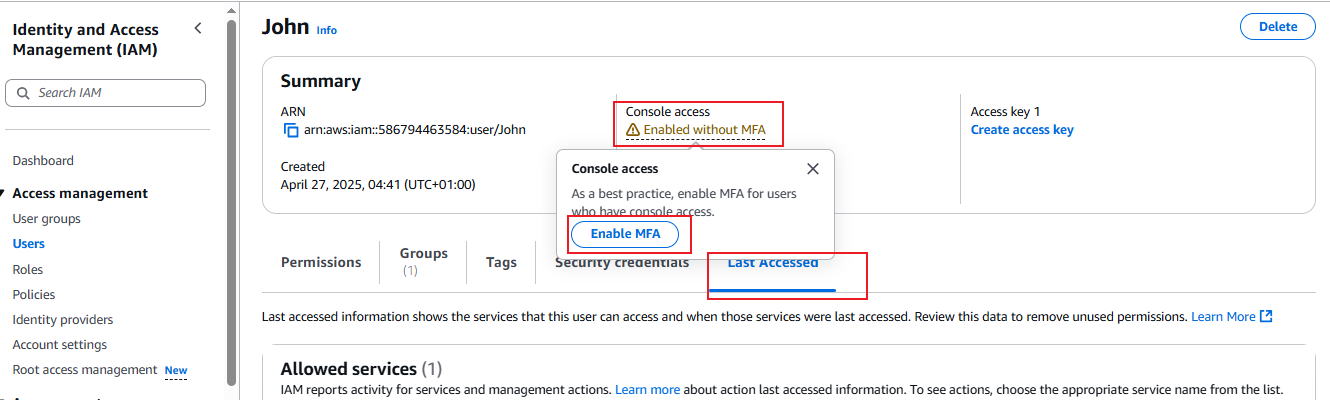 Identity and Access
Management (IAM)
Search IAM
Dashboard
Access management
User groups
Users
Roles
Policies
Identity providers
Account settings
Root access management New
John Info
Delete
Summary
ARN
arn:aws:iam::586794463584:user/John
Created
April 27, 2025, 04:41 (UTC+01:00)
Console access
Enabled without MFA
Access key 1
Create access key
Console access
As a best practice, enable MFA for users
who have console access.
Enable MFA
Permissions
Groups
(1)
Tags
Security credentials
Last Accessed
Last accessed information shows the services that this user can access and when those services were last accessed. Review this data to remove unused permissions. Learn More
Allowed services (1)
IAM reports activity for services and management actions. Learn more about action last accessed information. To see actions, choose the appropriate service name from the list.